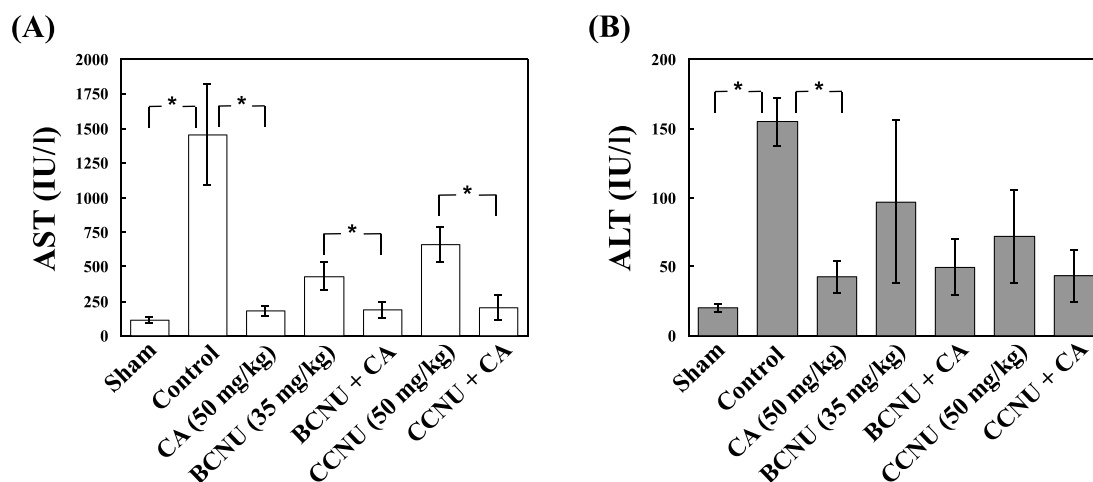 (A)
AST (IU/l)
2000
1750
1500
1250
1000
750
500
250
0
*
*
*
*
Sham
Control
CA (50 mg/kg)
BCNU (35 mg/kg)
BCNU + CA
CCNU (50 mg/kg)
CCNU + CA
(B)
ALT (IU/l)
200
150
100
50
0
*
*
Sham
Control
CA (50 mg/kg)
BCNU (35 mg/kg)
BCNU + CA
CCNU (50 mg/kg)
CCNU + CA